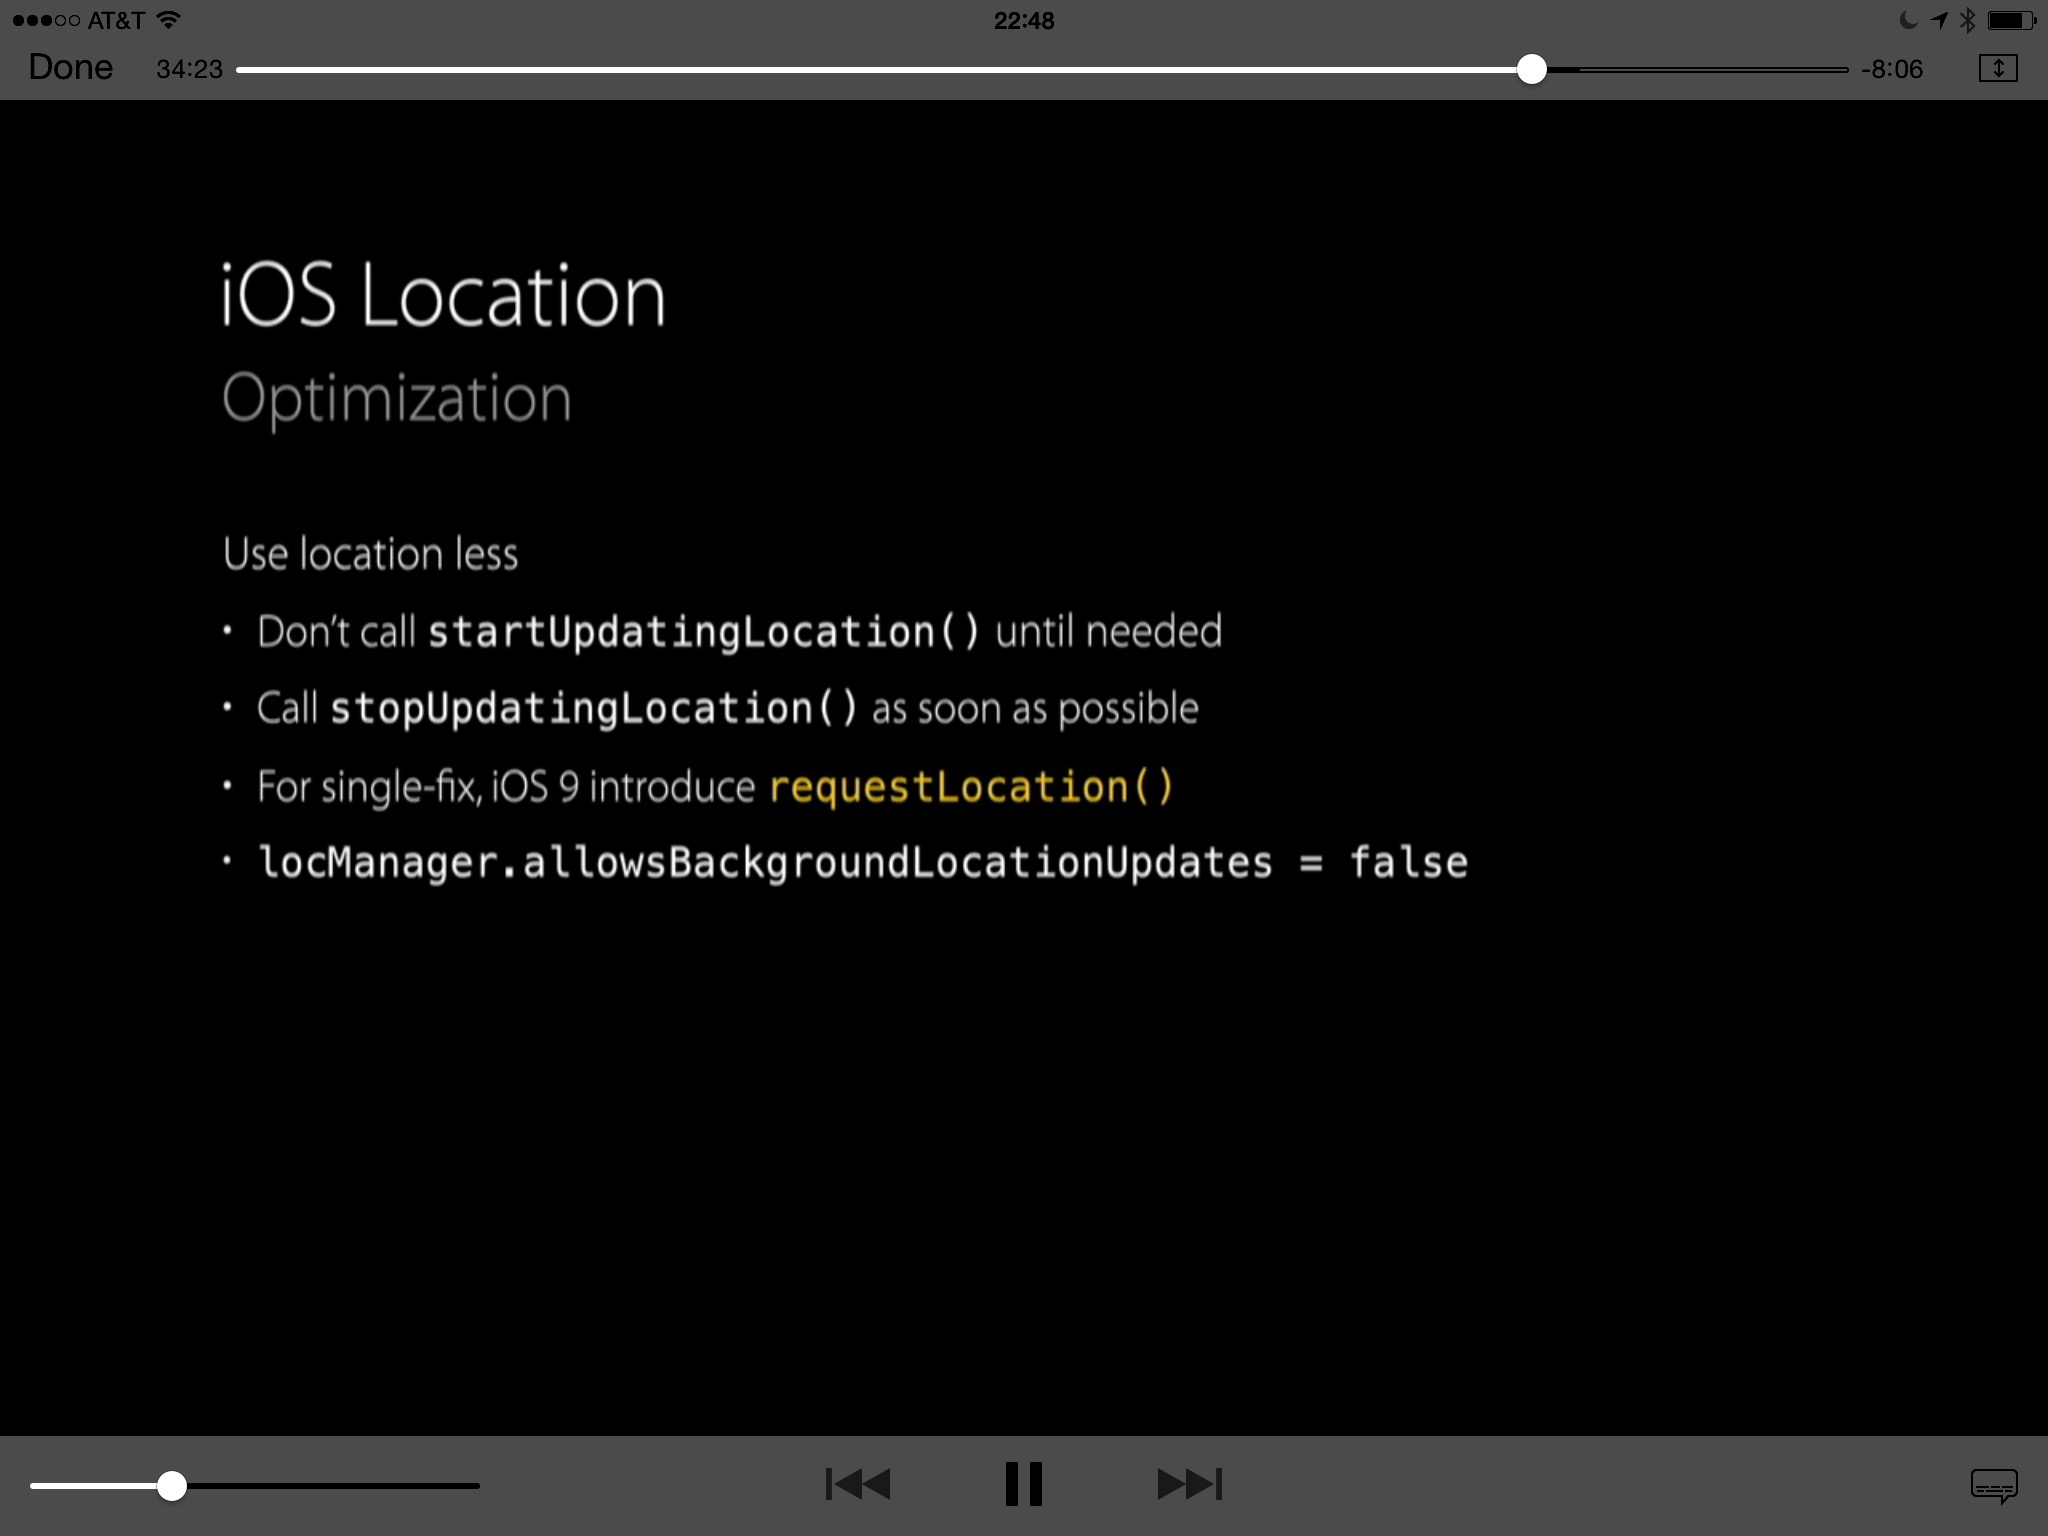 AT&T
22:48
Done
34:23
-8:06
iOS Location
Optimization
Use location less
• Don't call startUpdatingLocation() until needed
• Call stopUpdatingLocation() as soon as possible
• For single-fix, iOS 9 introduce requestLocation()
• locManager.allowsBackgroundLocationUpdates = false